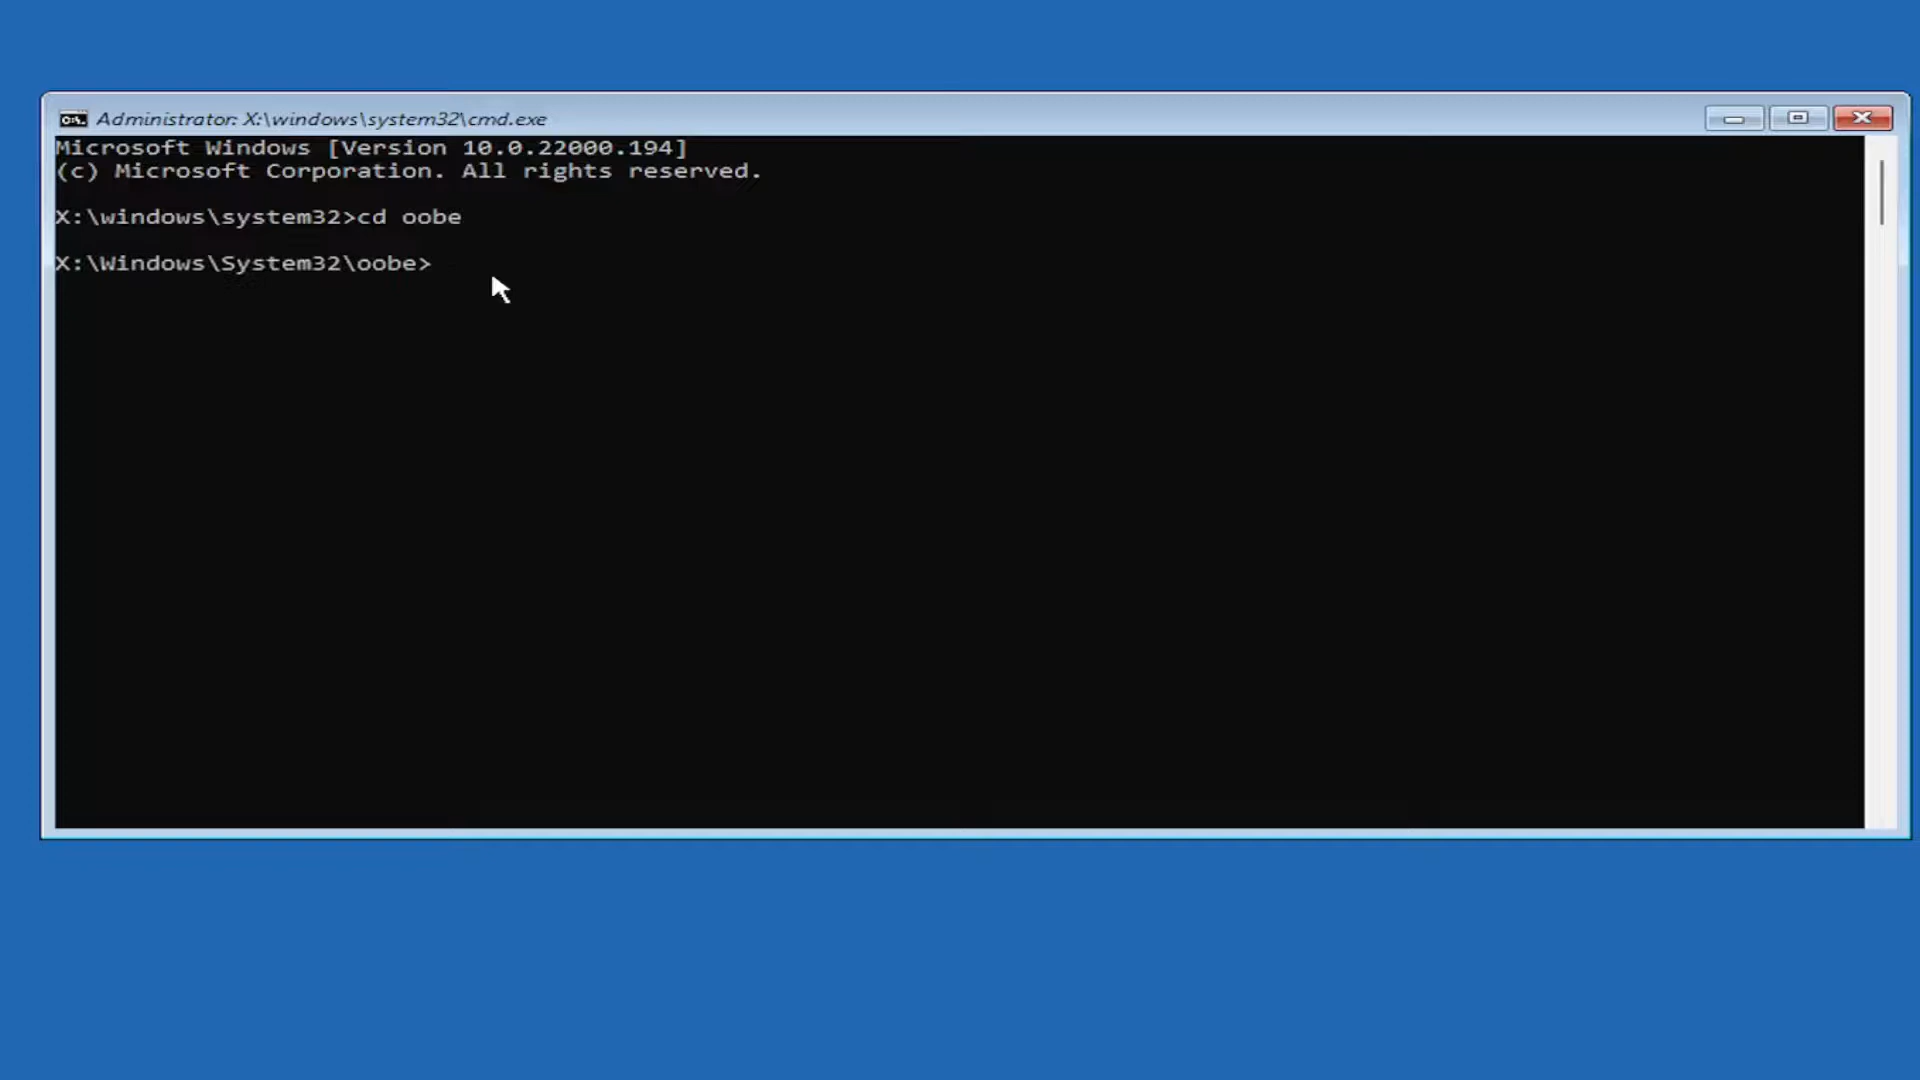 Administrator: X:\windows\system32\cmd.exe
Microsoft Windows [Version 10.0.22000.194]
(c) Microsoft Corporation. All rights reserved.
X:\windows\system32>cd oobe
X:\Windows\System32\oobe>